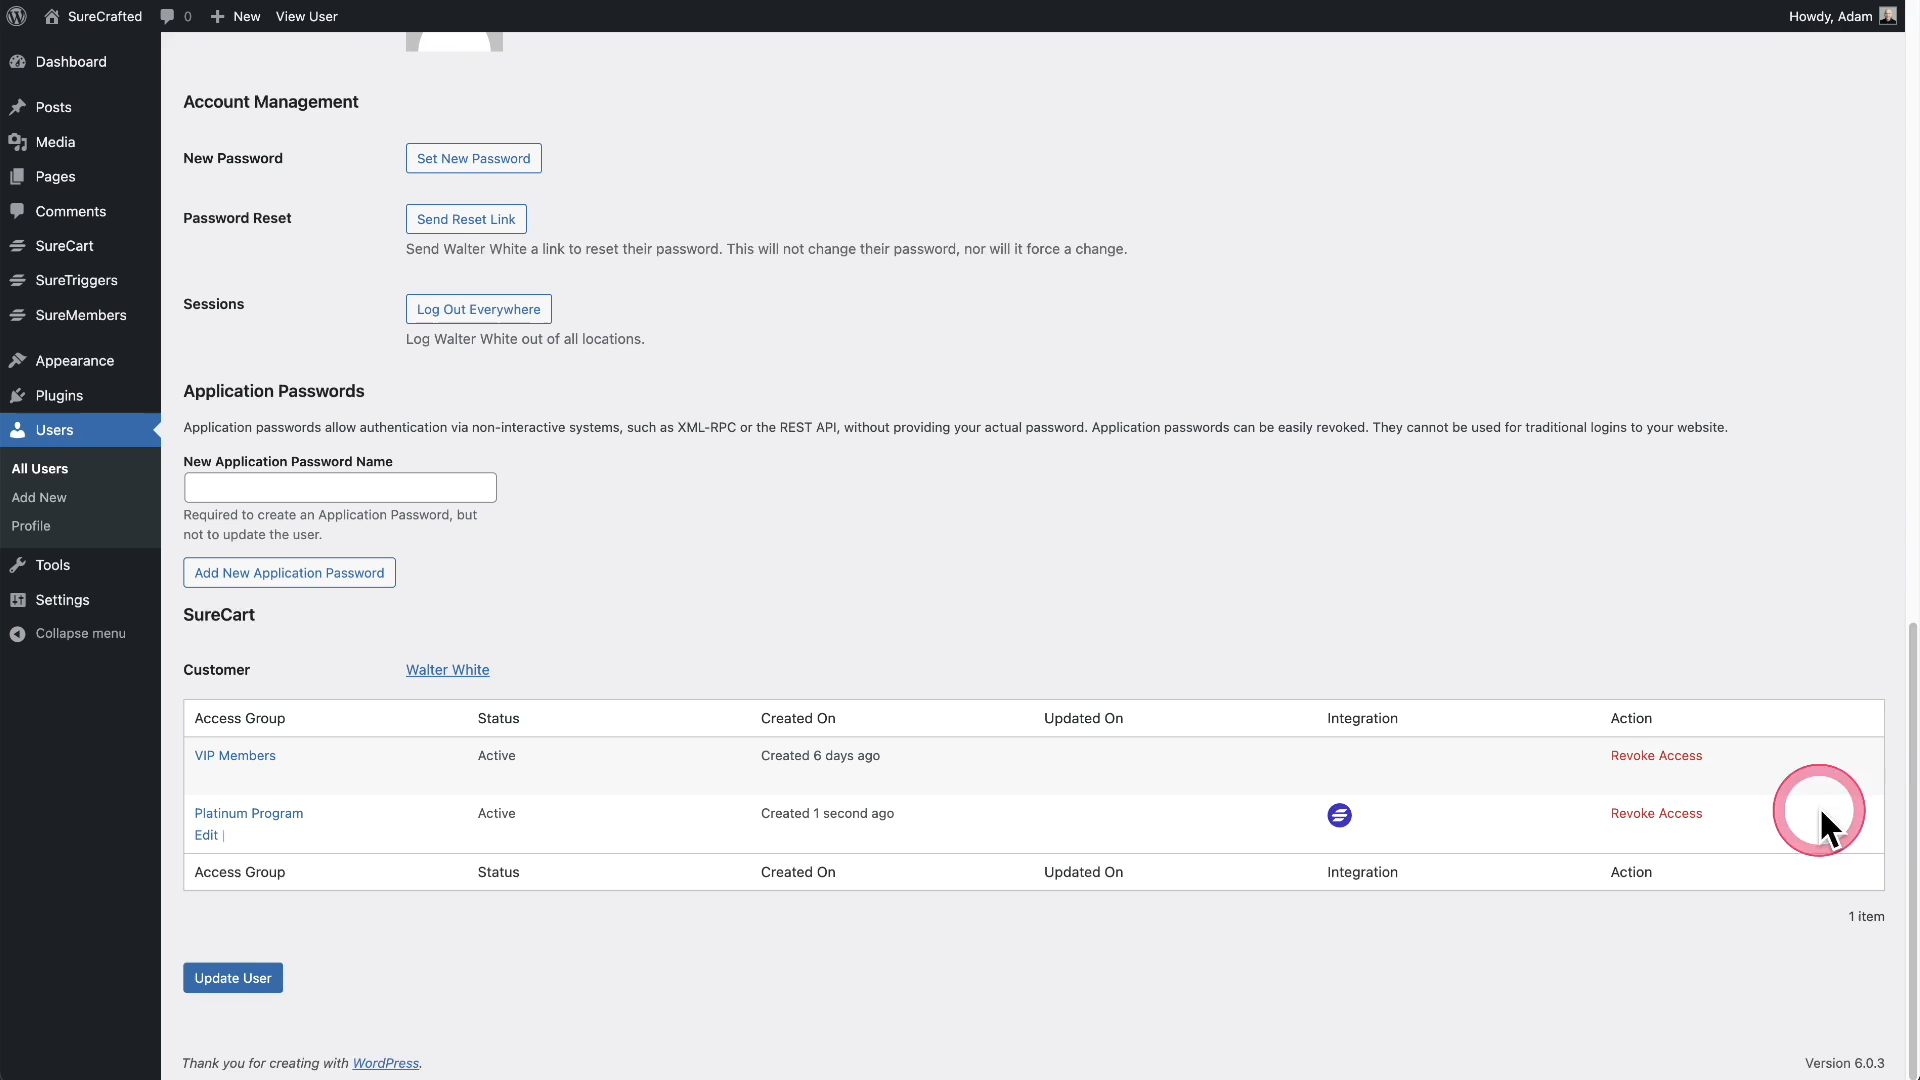 SureCrafted
0
New
View User
Howdy, Adam
Dashboard
Posts
Media
Pages
Comments
SureCart
SureTriggers
SureMembers
Appearance
Plugins
Users
All Users
Add New
Profile
Tools
Settings
Collapse menu
Account Management
New Password
Set New Password
Password Reset
Send Reset Link
Send Walter White a link to reset their password. This will not change their password, nor will it force a change.
Sessions
Log Out Everywhere
Log Walter White out of all locations.
Application Passwords
Application passwords allow authentication via non-interactive systems, such as XML-RPC or the REST API, without providing your actual password. Application passwords can be easily revoked. They cannot be used for traditional logins to your website.
New Application Password Name
Required to create an Application Password, but
not to update the user.
Add New Application Password
SureCart
Customer Walter White
Access Group Status Created On Updated On Integration Action
VIP Members Active Created 6 days ago Revoke Access
Platinum Program Active Created 1 second ago Revoke Access
Edit |
Access Group Status Created On Updated On Integration Action
1 item
Update User
Thank you for creating with WordPress.
Version 6.0.3